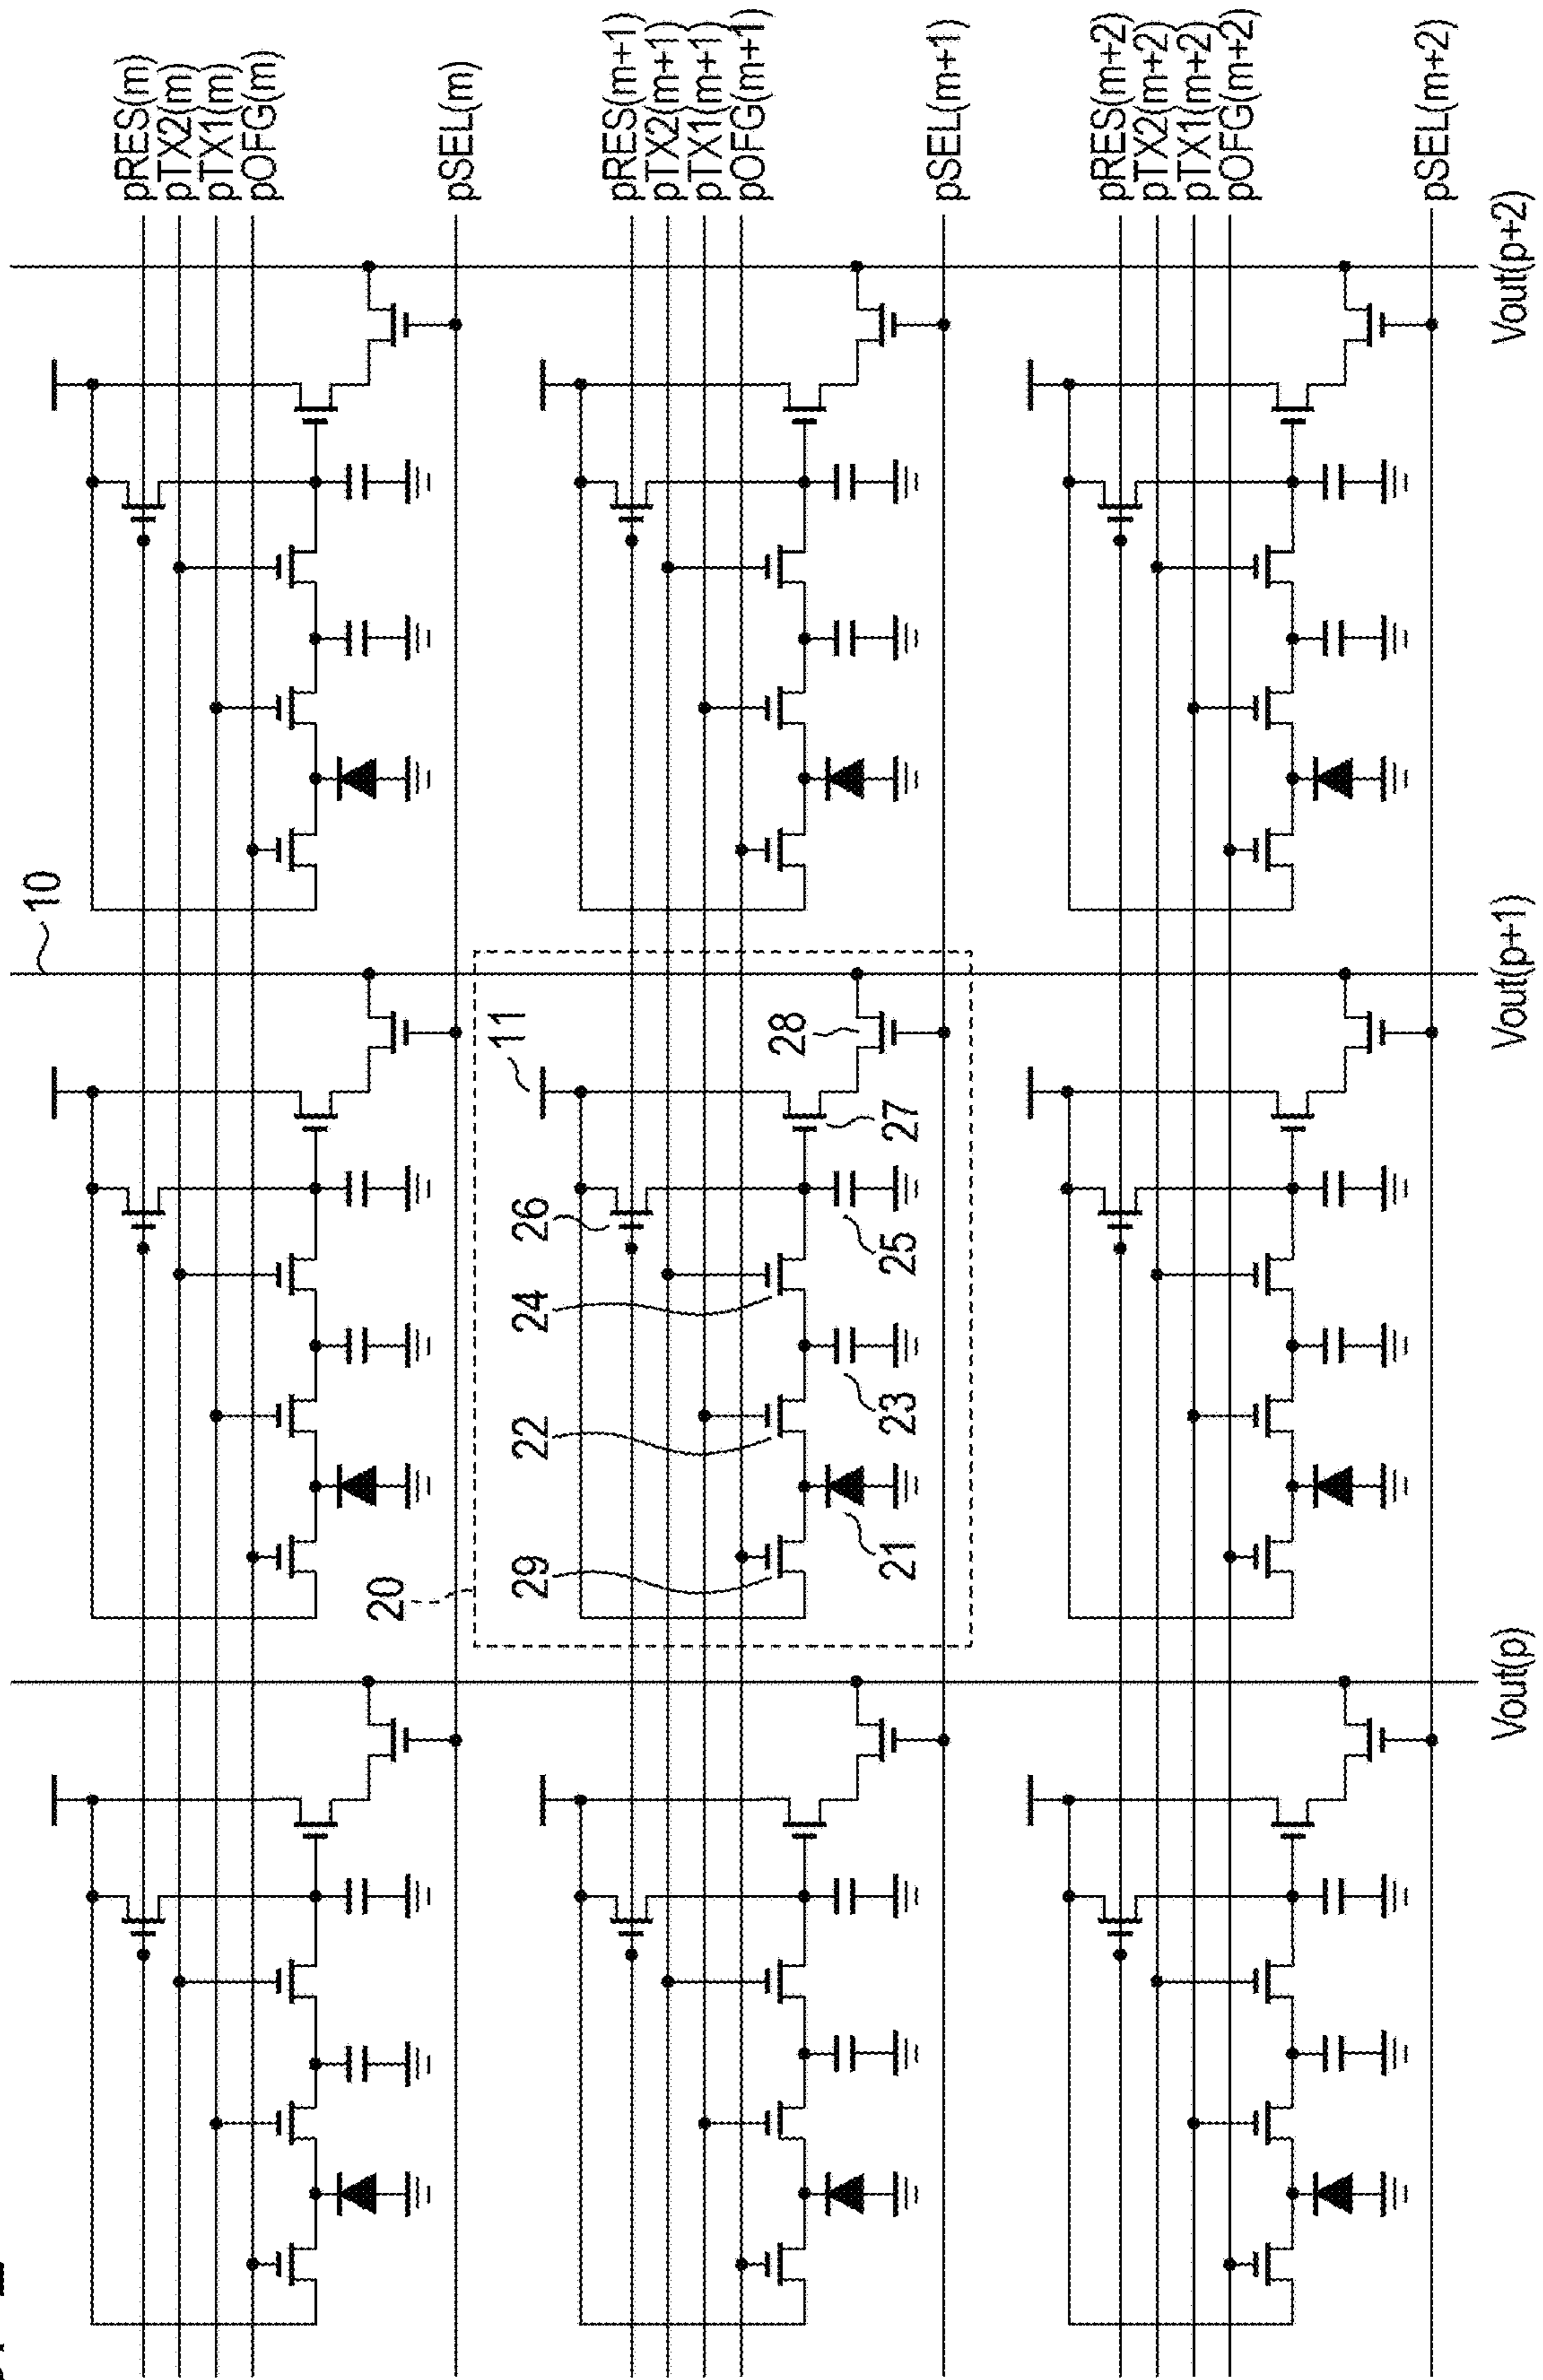 pRES(m)
pTX2(m)
pTX1(m)
pOFG(m)
pSEL(m)
pRES(m+1)
pTX2(m+1)
pTX1(m+1)
pOFG(m+1)
pSEL(m+1)
pRES(m+2)
pTX2(m+2)
pTX1(m+2)
pOFG(m+2)
pSEL(m+2)
10
20
11
28
27
26
25
24
23
22
21
29
Vout(p)
Vout(p+1)
Vout(p+2)